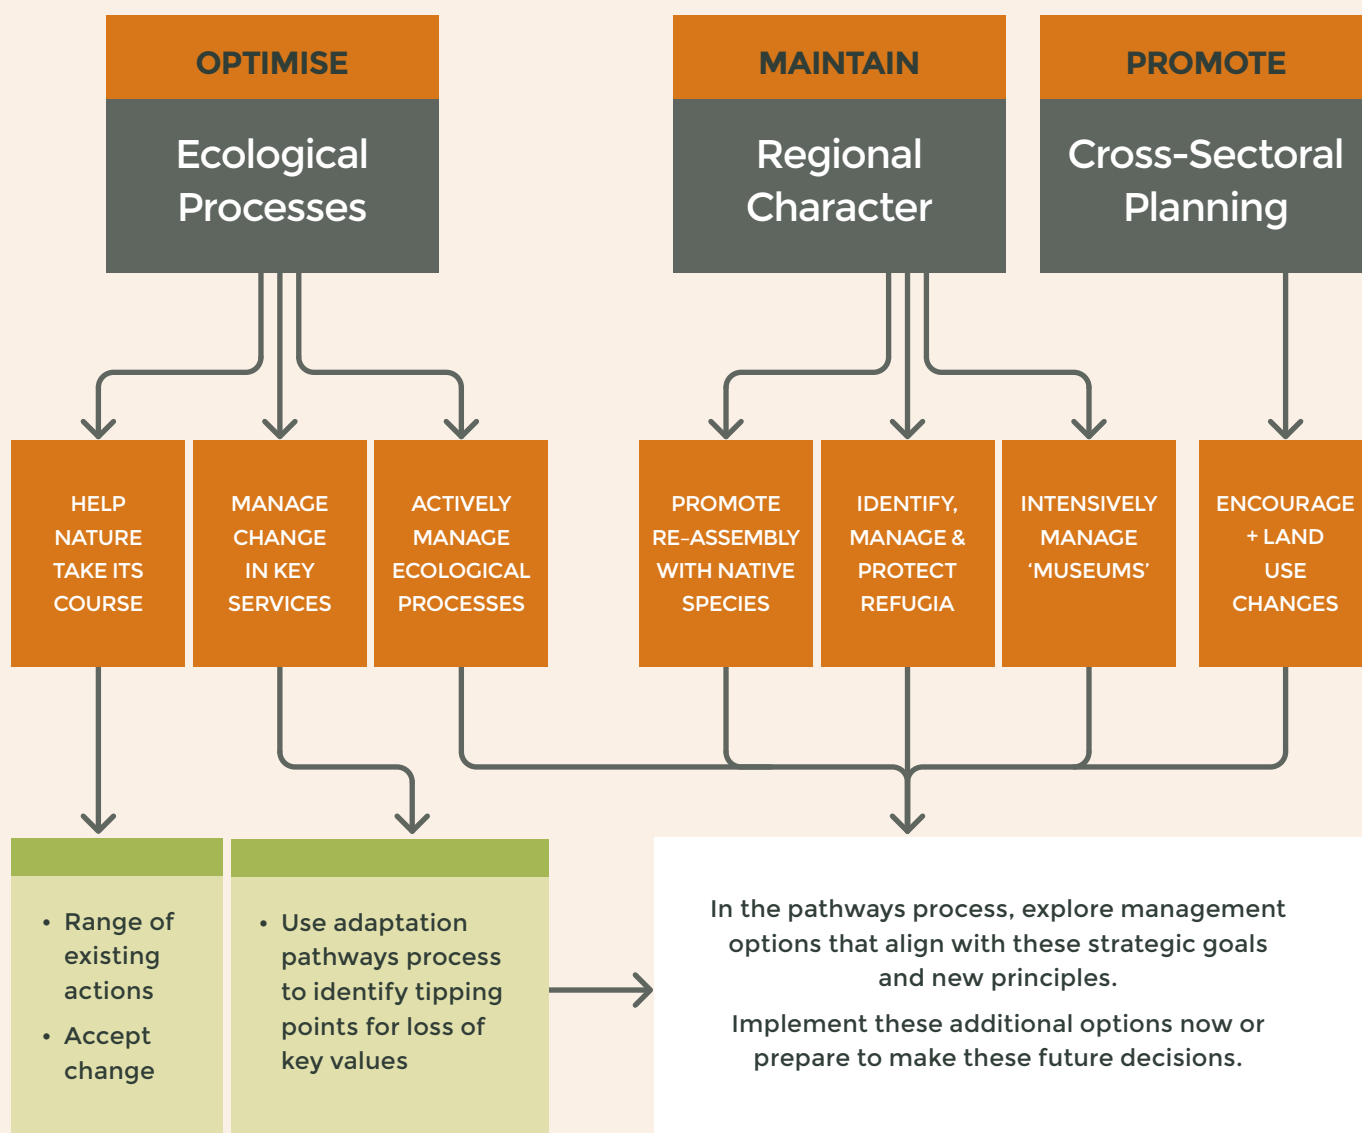 OPTIMISE
Ecological
Processes
MAINTAIN
Regional
Character
PROMOTE
Cross-Sectoral
Planning
HELP
NATURE
TAKE ITS
COURSE
MANAGE
CHANGE
IN KEY
SERVICES
ACTIVELY
MANAGE
ECOLOGICAL
PROCESSES
PROMOTE
RE-ASSEMBLY
WITH NATIVE
SPECIES
IDENTIFY,
MANAGE &
PROTECT
REFUGIA
INTENSIVELY
MANAGE
‘MUSEUMS’
ENCOURAGE
+ LAND
USE
CHANGES
• Range of
existing
actions
• Accept
change
• Use adaptation
pathways process
to identify tipping
points for loss of
key values
In the pathways process, explore management
options that align with these strategic goals
and new principles.
Implement these additional options now or
prepare to make these future decisions.